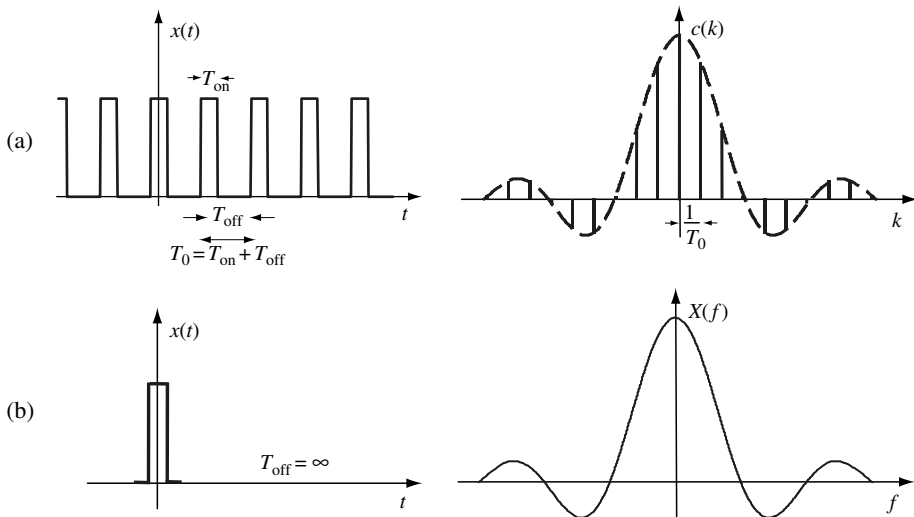 (a)
x(t)
T_on
t
T_off
T_0 = T_on + T_off
c(k)
1/T_0
k
(b)
x(t)
T_off = ∞
t
X(f)
f